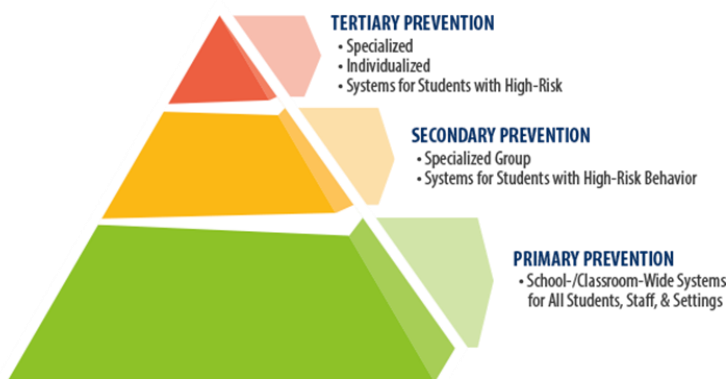 TERTIARY PREVENTION
• Specialized
• Individualized
• Systems for Students with High-Risk
SECONDARY PREVENTION
• Specialized Group
• Systems for Students with High-Risk Behavior
PRIMARY PREVENTION
• School-/Classroom-Wide Systems
for All Students, Staff, & Settings